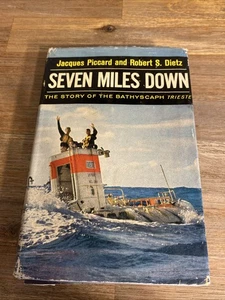 Jacques Piccard and Robert S. Dietz
SEVEN MILES DOWN
THE STORY OF THE BATHYSCAPH TRIESTE